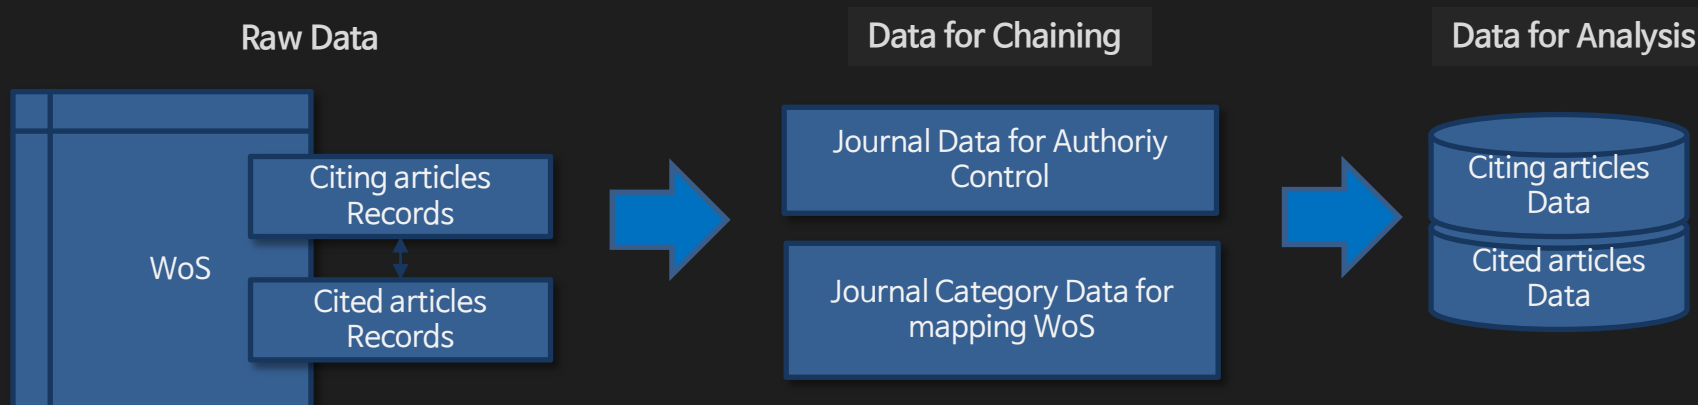 Raw Data
Data for Chaining
Data for Analysis
WoS
Citing articles
Records
Cited articles
Records
Journal Data for Authoriy
Control
Journal Category Data for
mapping WoS
Citing articles
Data
Cited articles
Data